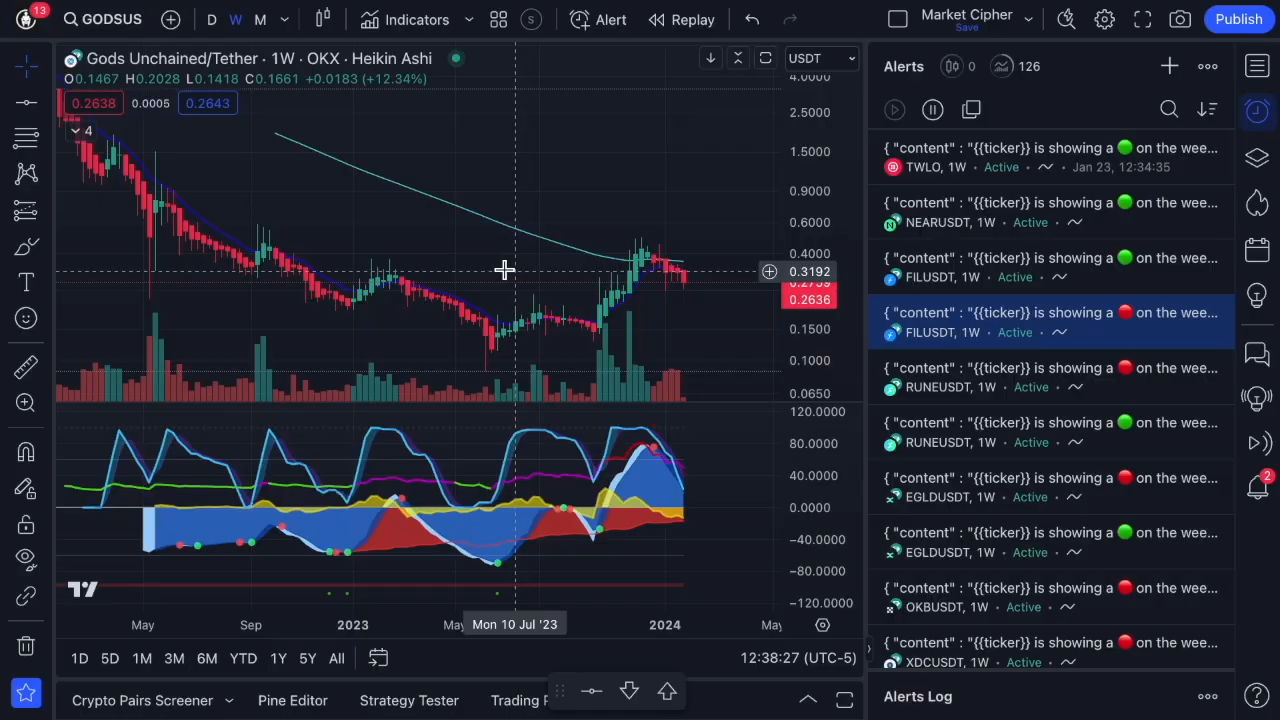 13
GODSUS
D W M
Indicators
S
Alert
Replay
Market Cipher
Save
Publish
Gods Unchained/Tether · 1W · OKX · Heikin Ashi
O0.1467 H0.2028 L0.1418 C0.1661 +0.0183 (+12.34%)
0.2638 0.0005 0.2643
4
USDT
4.0000
2.5000
1.5000
0.9000
0.6000
0.4000
0.3192
0.2636
0.1500
0.1000
0.0650
120.0000
80.0000
40.0000
0.0000
−40.0000
−80.0000
−120.0000
May Sep 2023 May Mon 10 Jul '23 2024 May
1D 5D 1M 3M 6M YTD 1Y 5Y All
12:38:27 (UTC-5)
Crypto Pairs Screener Pine Editor Strategy Tester Trading P
Alerts 0 126
{ "content" : "{{ticker}} is showing a 🟢 on the wee...
TWLO, 1W · Active · Jan 23, 12:34:35
{ "content" : "{{ticker}} is showing a 🟢 on the wee...
NEARUSDT, 1W · Active ·
{ "content" : "{{ticker}} is showing a 🟢 on the wee...
FILUSDT, 1W · Active ·
{ "content" : "{{ticker}} is showing a 🔴 on the wee...
FILUSDT, 1W · Active ·
{ "content" : "{{ticker}} is showing a 🔴 on the wee...
RUNEUSDT, 1W · Active ·
{ "content" : "{{ticker}} is showing a 🟢 on the wee...
RUNEUSDT, 1W · Active ·
{ "content" : "{{ticker}} is showing a 🔴 on the wee...
EGLDUSDT, 1W · Active ·
{ "content" : "{{ticker}} is showing a 🟢 on the wee...
EGLDUSDT, 1W · Active ·
{ "content" : "{{ticker}} is showing a 🔴 on the wee...
OKBUSDT, 1W · Active ·
{ "content" : "{{ticker}} is showing a 🔴 on the wee...
XDCUSDT, 1W · Active ·
Alerts Log
2